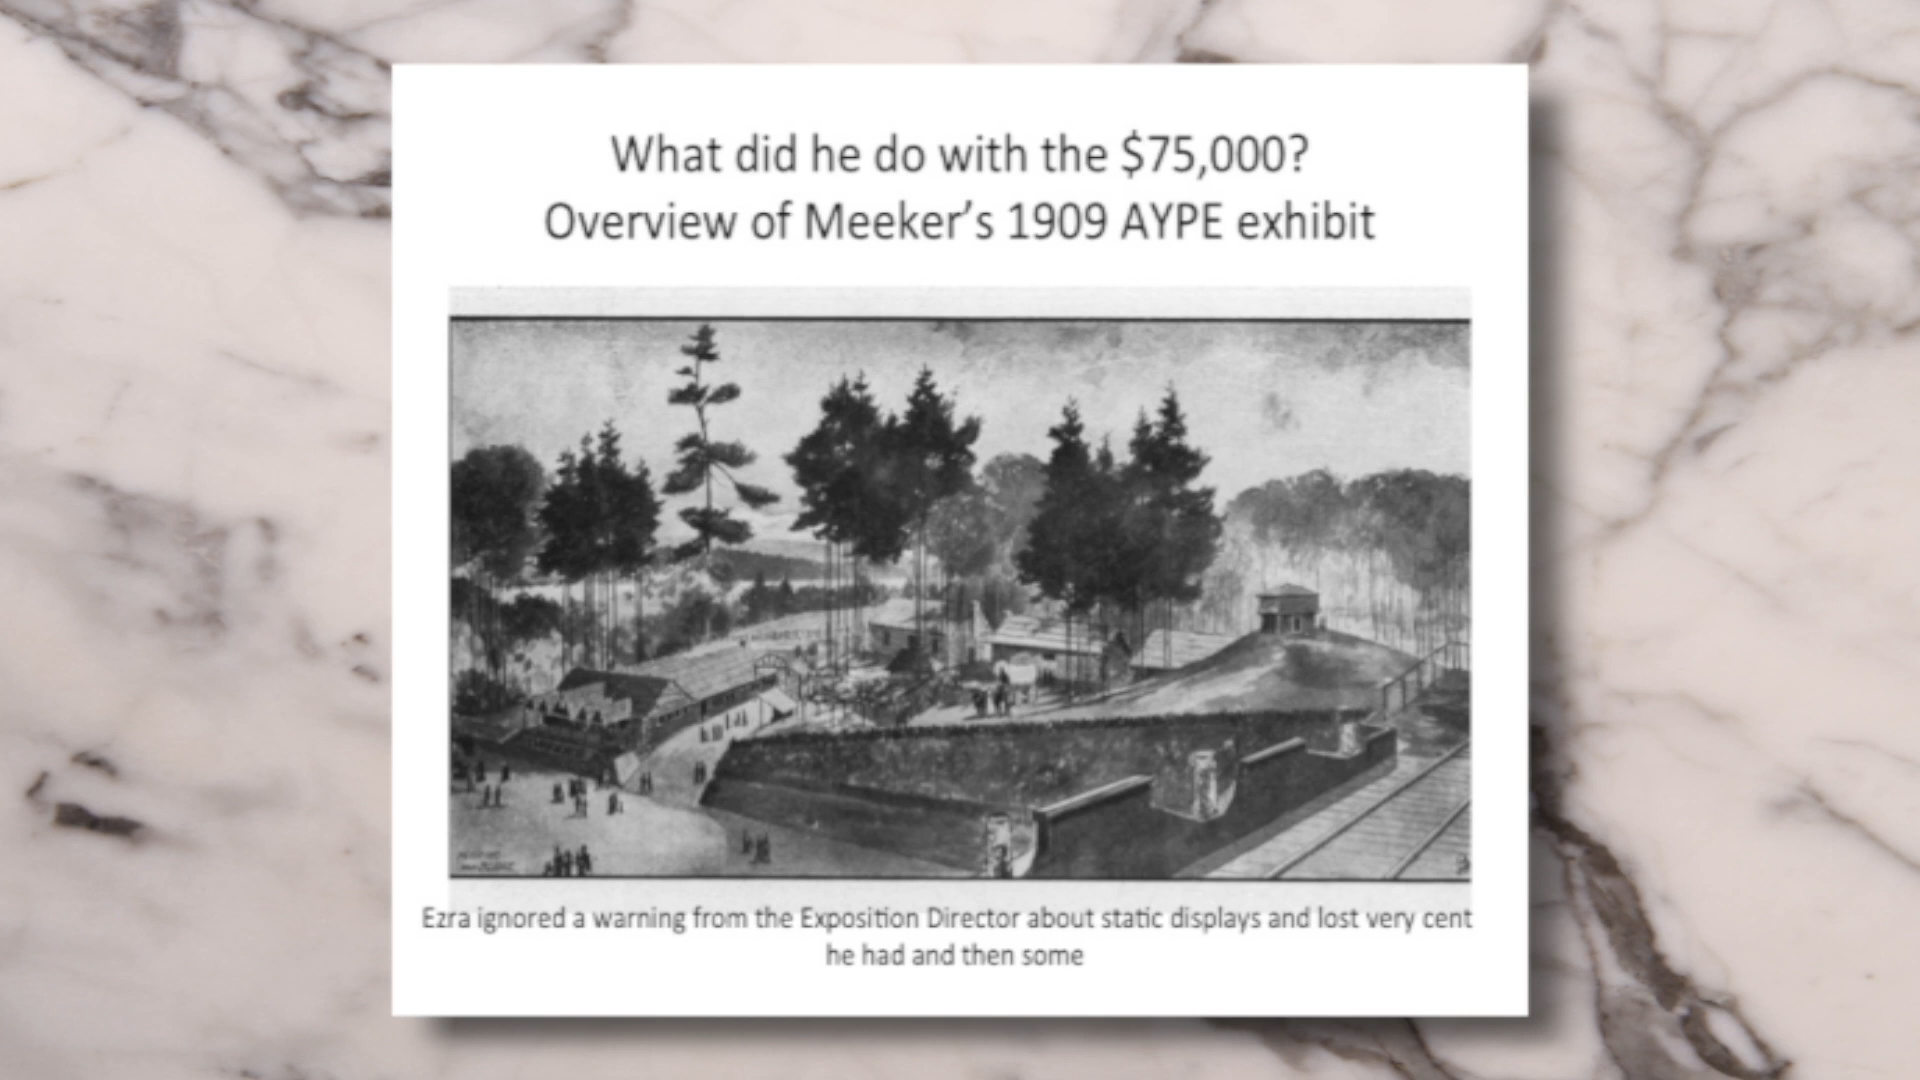 What did he do with the $75,000?
Overview of Meeker's 1909 AYPE exhibit
Ezra ignored a warning from the Exposition Director about static displays and lost very cent
he had and then some